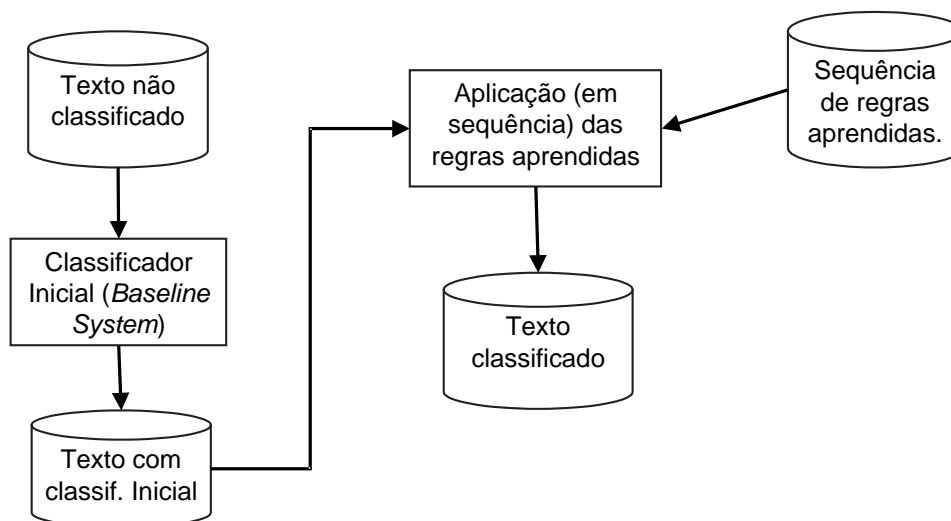 Texto não
classificado
Classificador
Inicial (Baseline
System)
Texto com
classif. Inicial
Aplicação (em
sequência) das
regras aprendidas
Sequência
de regras
aprendidas.
Texto
classificado